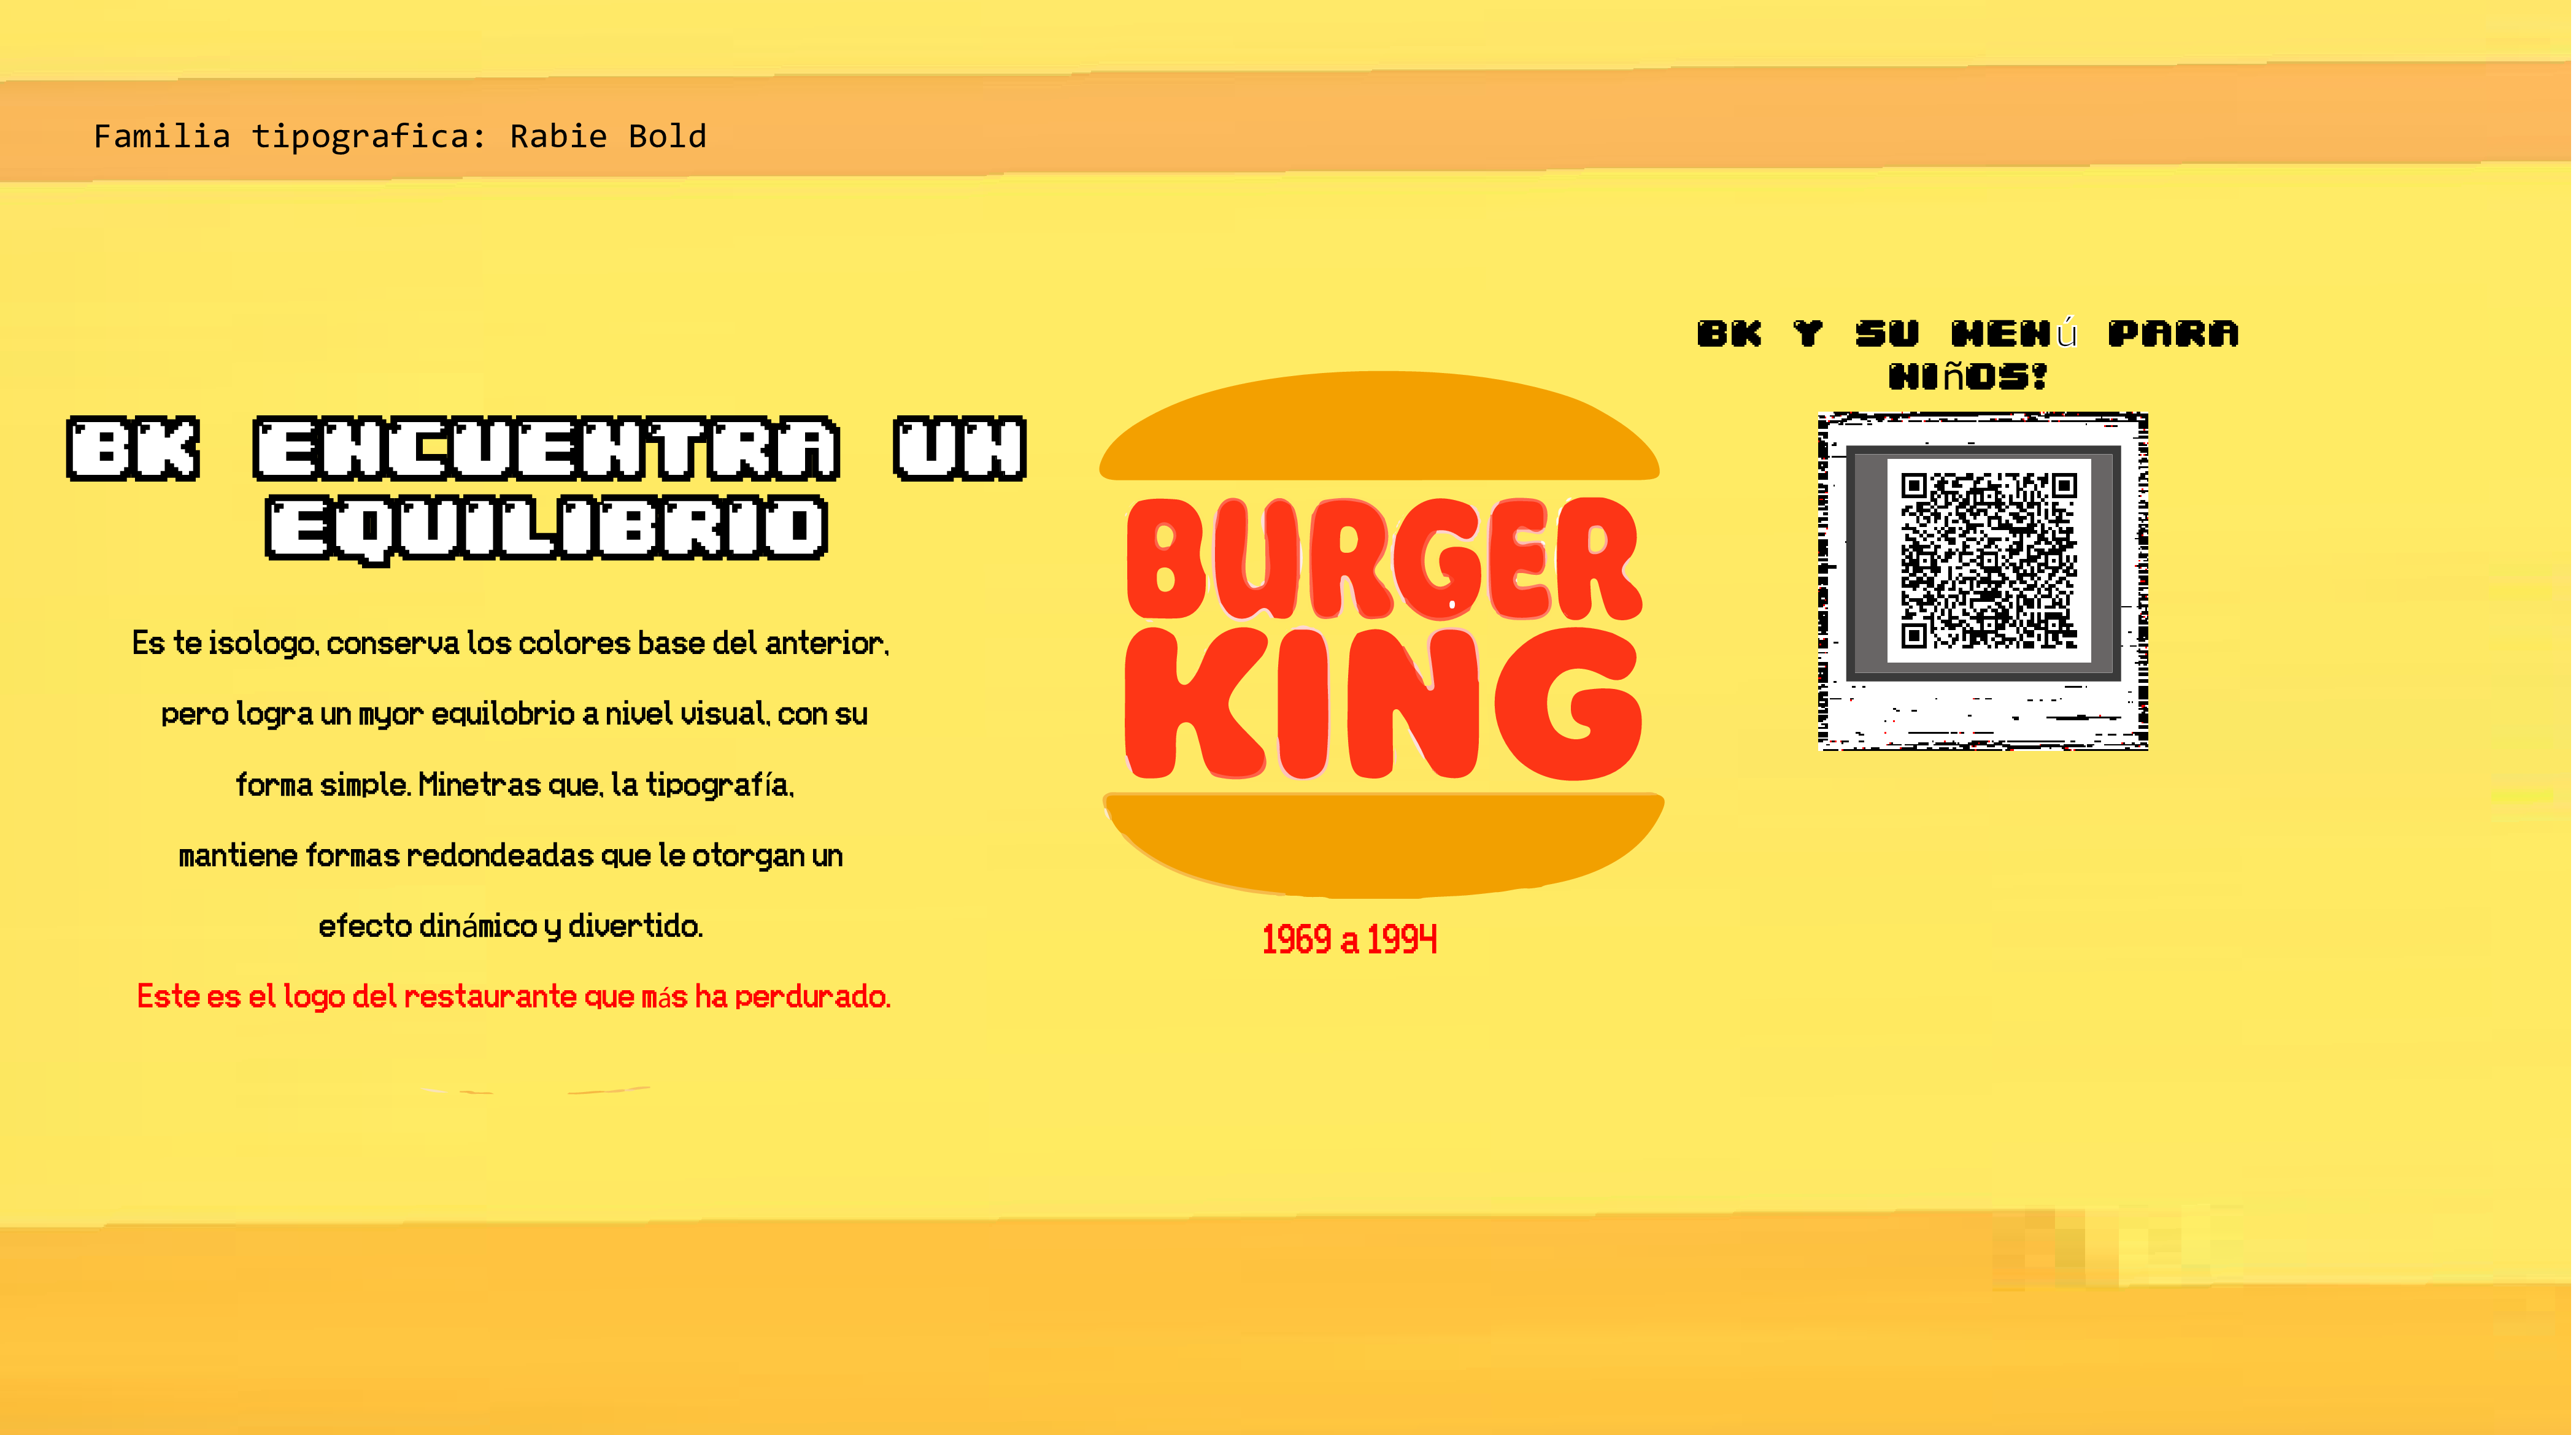 Familia tipografica: Rabie Bold
BK ENCUENTRA UN
EQUILIBRIO
Es te isologo, conserva los colores base del anterior,
pero logra un myor equilobrio a nivel visual, con su
forma simple. Minetras que, la tipografía,
mantiene formas redondeadas que le otorgan un
efecto dinámico y divertido.
Este es el logo del restaurante que más ha perdurado.
BURGER
KING
1969 a 1994
BK Y SU MENú PARA
NIñOS!